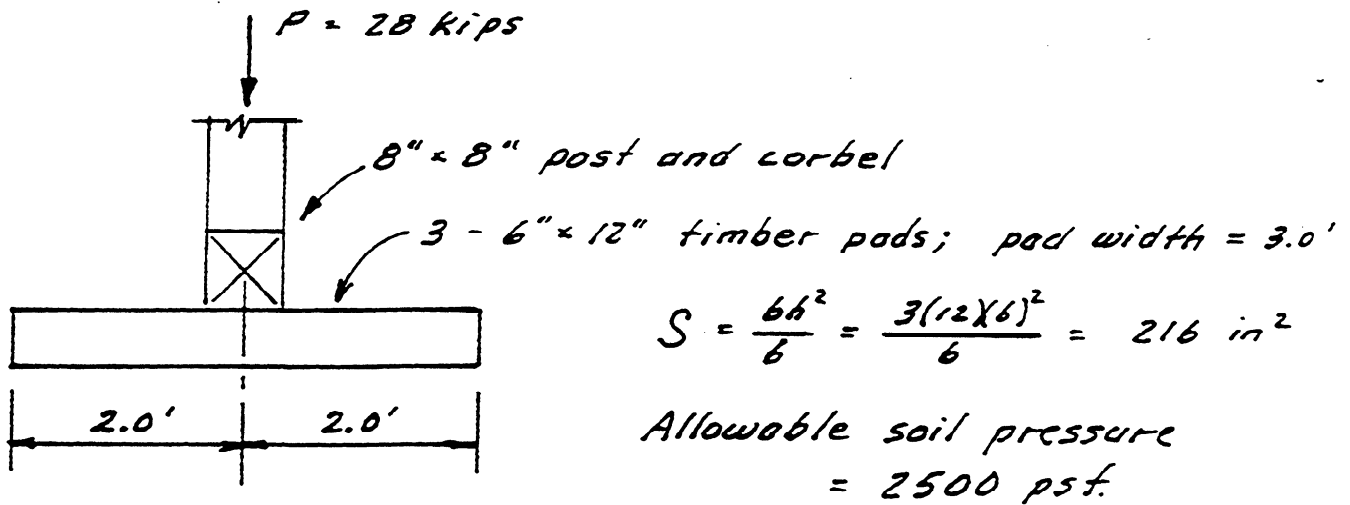 P = 28 kips
8" × 8" post and corbel
3 - 6" × 12" timber pads; pad width = 3.0'
S = bh²/6 = 3(12)(6)²/6 = 216 in²
2.0' 2.0'
Allowable soil pressure
= 2500 psf.